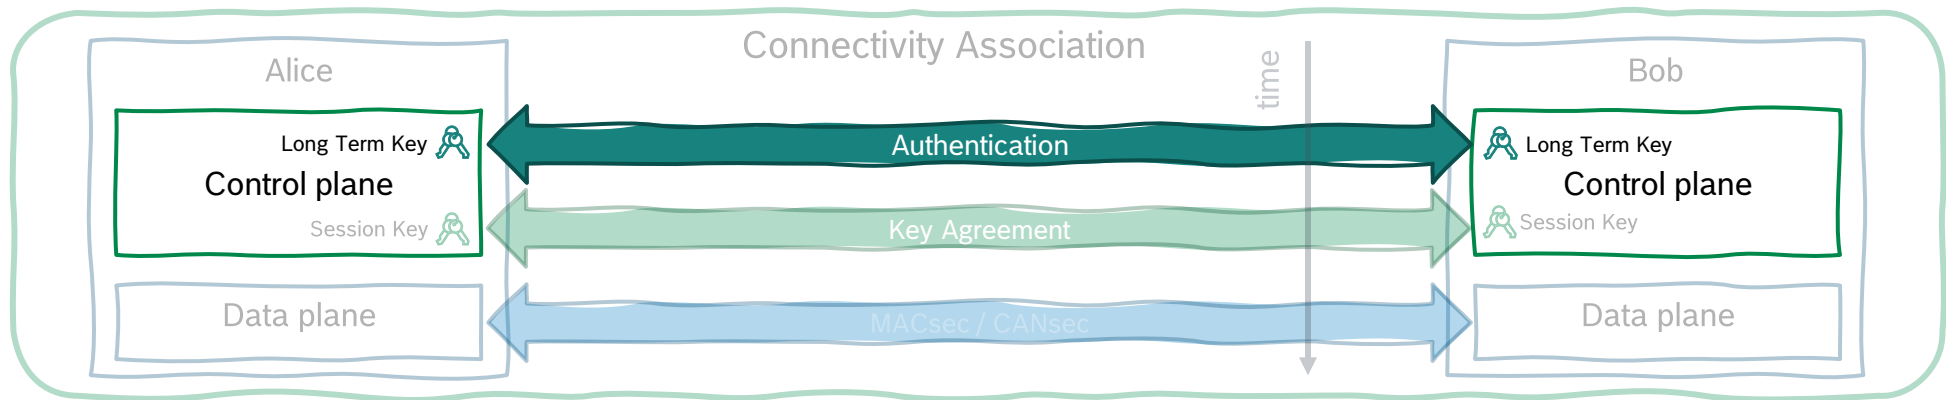 Connectivity Association
Alice
time
Bob
Long Term Key
Authentication
Long Term Key
Control plane
Control plane
Session Key
Key Agreement
Session Key
Data plane
MACsec / CANsec
Data plane